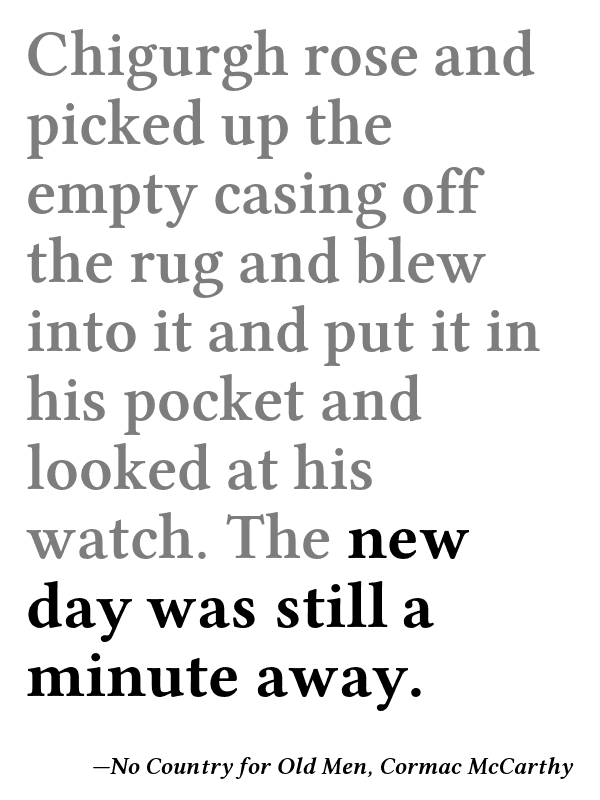 Chigurgh rose and
picked up the
empty casing off
the rug and blew
into it and put it in
his pocket and
looked at his
watch. The new
day was still a
minute away.
—No Country for Old Men, Cormac McCarthy